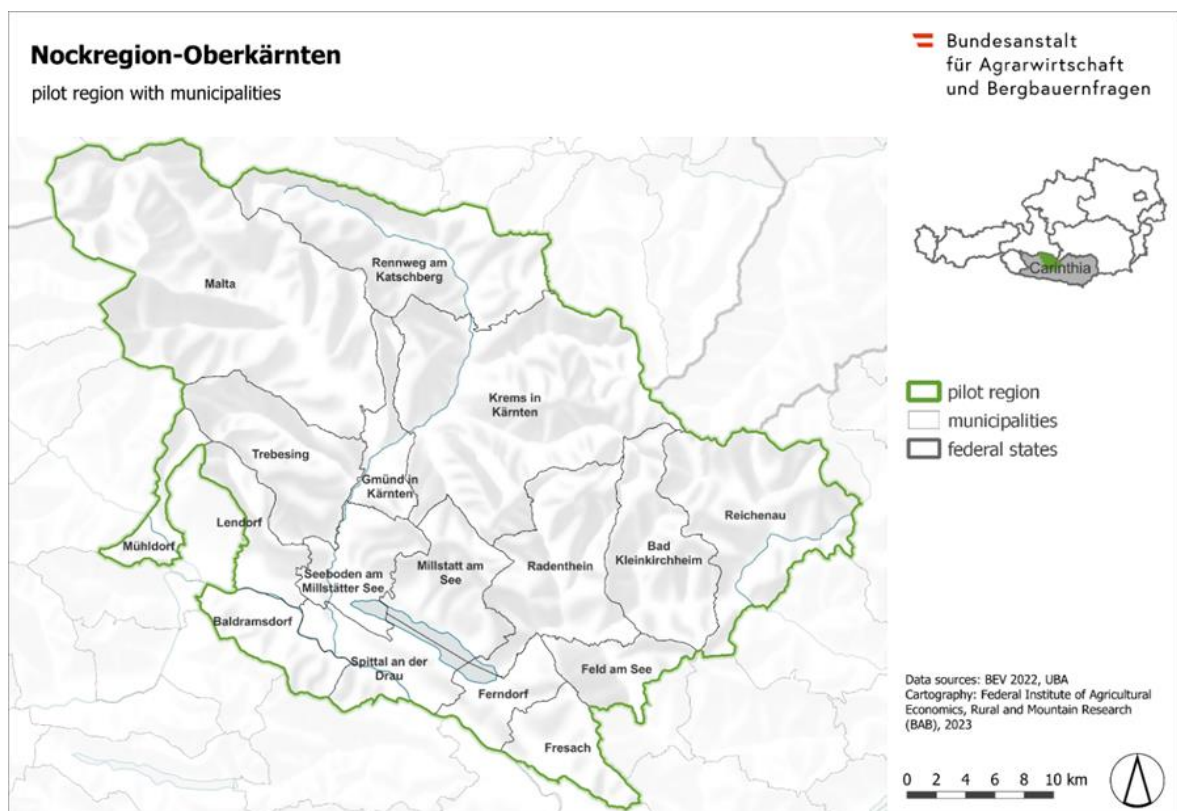 Nockregion-Oberkärnten
pilot region with municipalities
Bundesanstalt
für Agrarwirtschaft
und Bergbauernfragen
Carinthia
Rennweg am
Katschberg
Malta
Krems in
Kärnten
Trebesing
Gmünd in
Kärnten
Lendorf
Reichenau
Mühldorf
Bad
Kleinkirchheim
Millstatt am
See
Radenthein
Seeboden am
Millstätter See
Baldramsdorf
Spittal an der
Drau
Feld am See
Ferndorf
Fresach
pilot region
municipalities
federal states
Data sources: BEV 2022, UBA
Cartography: Federal Institute of Agricultural
Economics, Rural and Mountain Research
(BAB), 2023
0 2 4 6 8 10 km